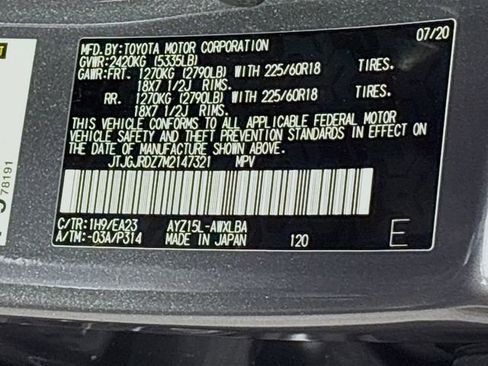 MFD.BY:TOYOTA MOTOR CORPORATION 07/20
GVWR:2420KG (5335LB)
GAWR:FRT. 1270KG (2790LB) WITH 225/60R18 TIRES.
18X7 1/2J RIMS.
RR. 1270KG (2790LB) WITH 225/60R18 TIRES.
18X7 1/2J RIMS.
THIS VEHICLE CONFORMS TO ALL APPLICABLE FEDERAL MOTOR
VEHICLE SAFETY AND THEFT PREVENTION STANDARDS IN EFFECT
ON THE DATE OF MANUFACTURE SHOWN ABOVE.
JTJGJRDZ7M2147321 MPV
C/TR:1H9/EA23 AYZ15L-AWXLBA
A/TM:-03A/P314 MADE IN JAPAN 120 E
78191